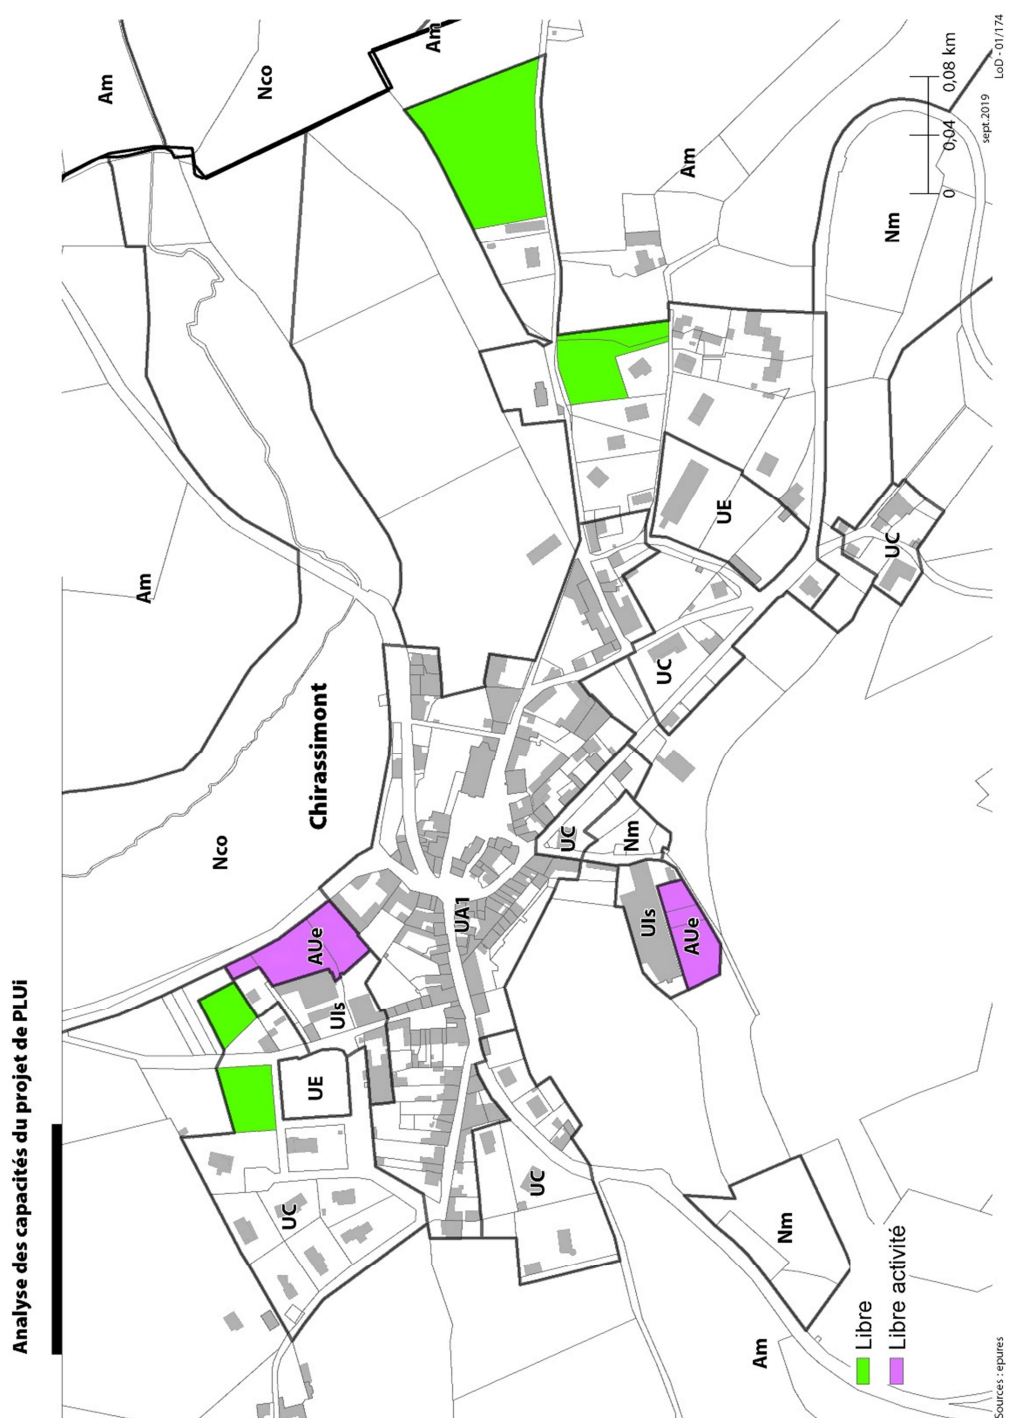 Analyse des capacités du projet de PLUi
Am
Nco
Am
Am
Chirassimont
Nco
Am
Nm
UE
UC
UC
UC
Nm
UA1
UIs
AUe
AUe
UIs
UE
UC
UC
Nm
Am
Libre
Libre activité
0
0,04
0,08 km
sept.2019
LoD - 01/174
Sources : epures